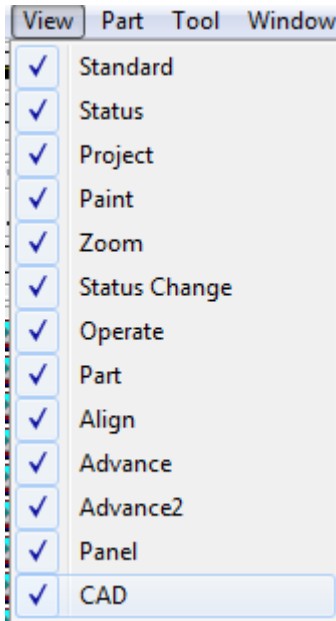 View Part Tool Window
Standard
Status
Project
Paint
Zoom
Status Change
Operate
Part
Align
Advance
Advance2
Panel
CAD